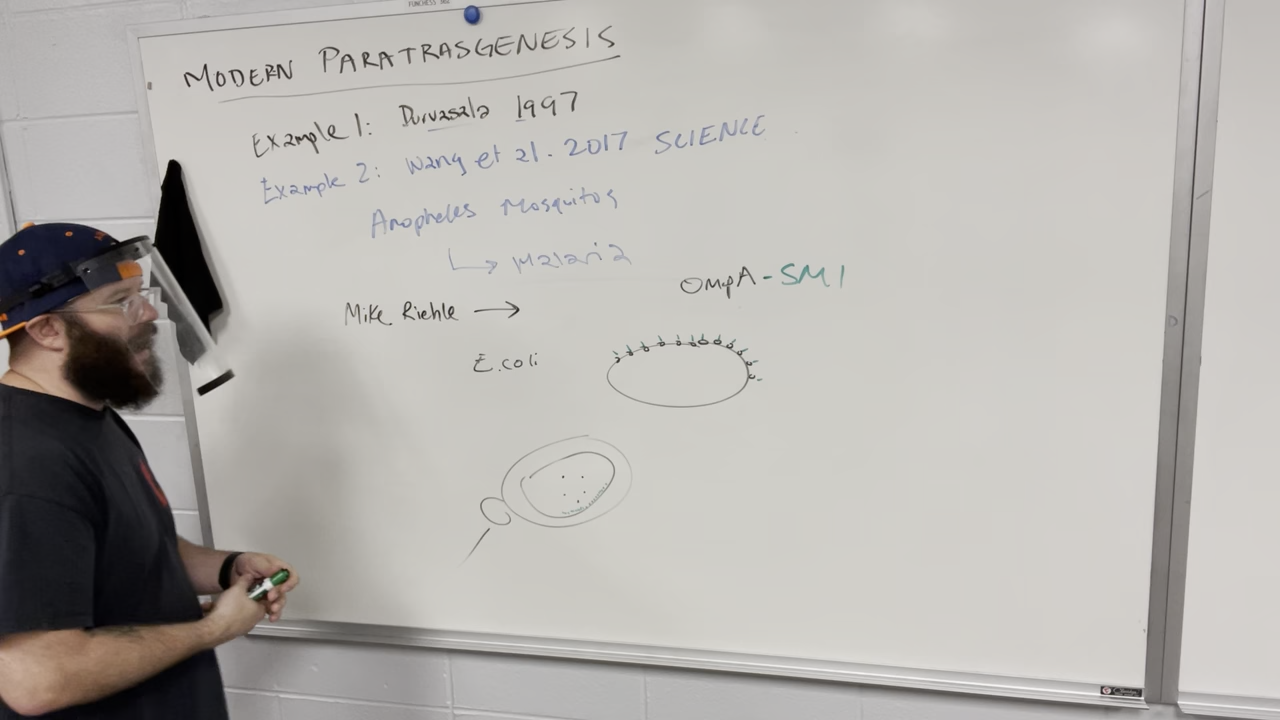 MODERN PARATRASGENESIS
Example 1: Durvasala 1997
Example 2: Wang et al. 2017 SCIENCE
Anopheles Mosquitos
↳ Malaria
OmpA-SM1
Mike Riehle →
E.coli